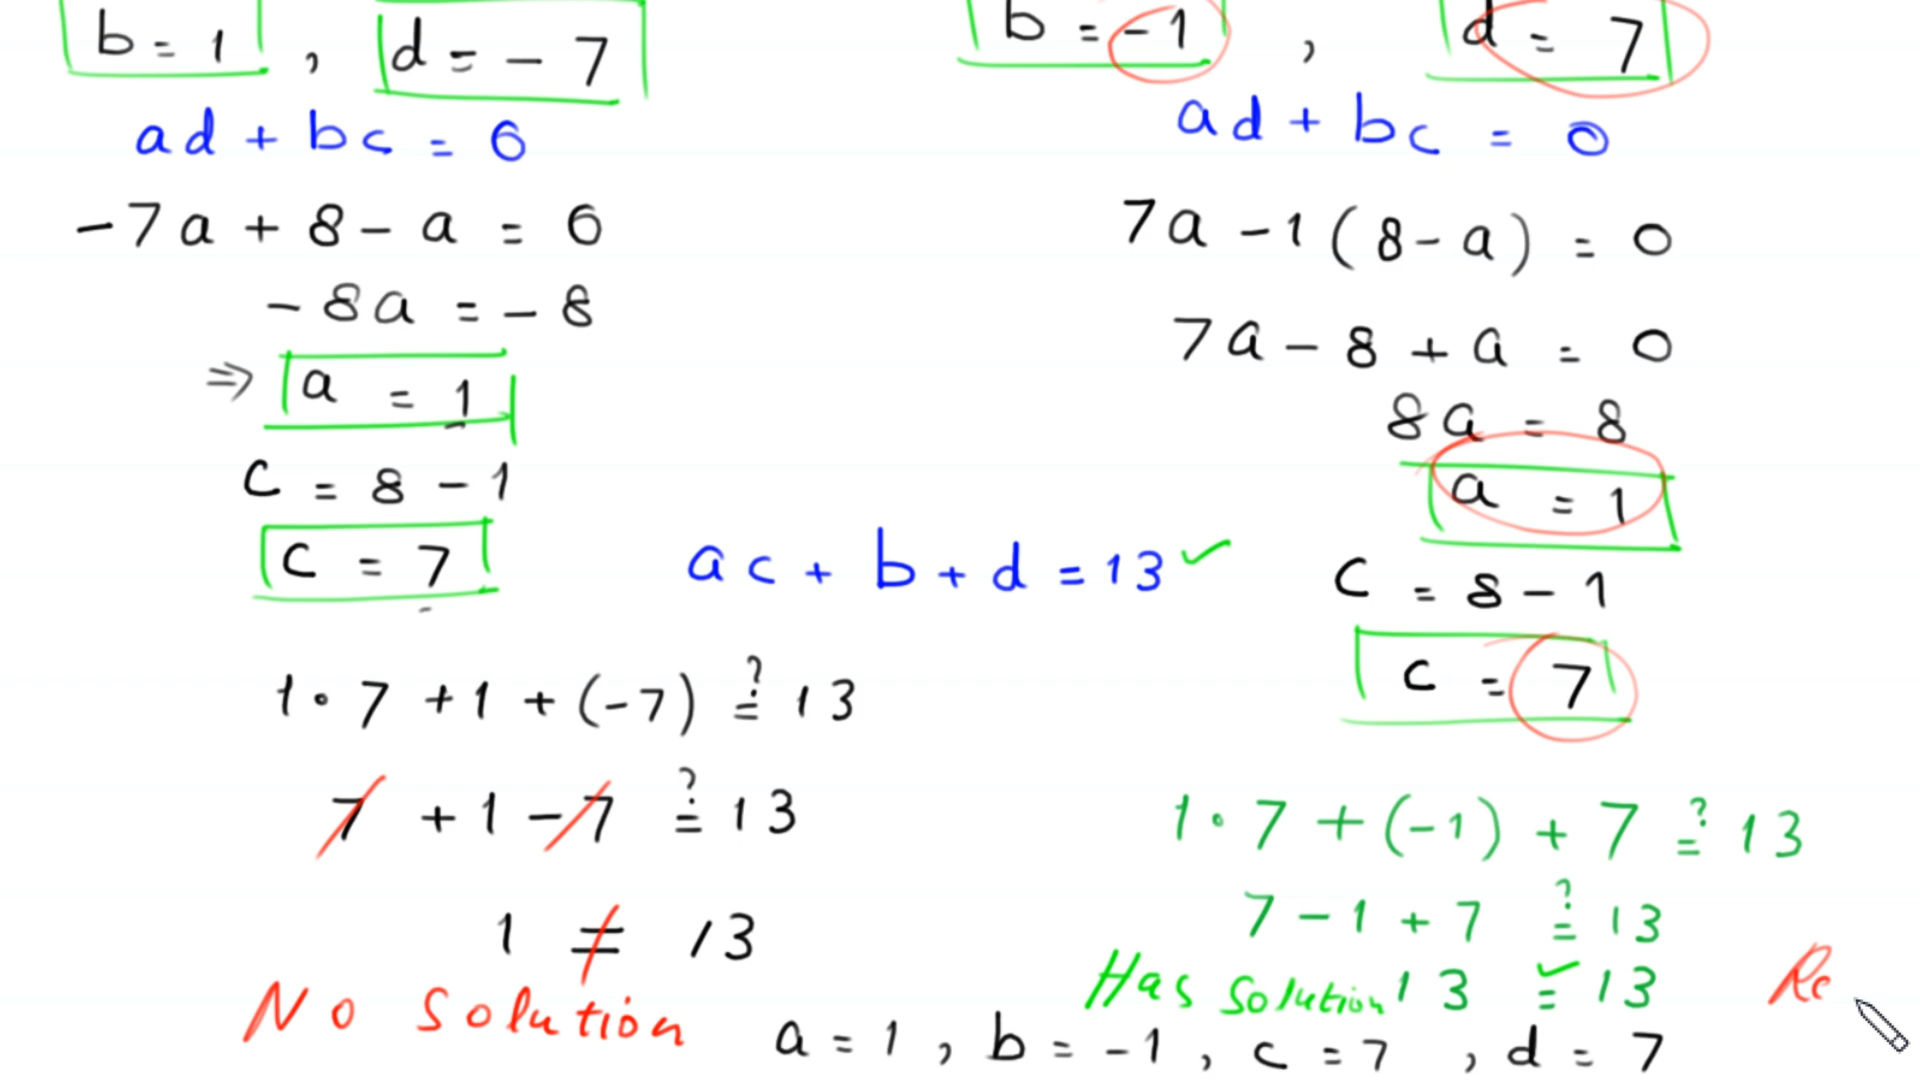 b = 1 , d = - 7
ad + bc = 6
-7a + 8 - a = 6
- 8a = - 8
⇒ a = 1
c = 8 - 1
c = 7
ac + b + d = 13 ✓
1 · 7 + 1 + (-7) ≟ 13
7 + 1 - 7 ≟ 13
1 ≠ 13
No Solution
b = -1 , d = 7
ad + bc = 0
7a - 1 (8 - a) = 0
7a - 8 + a = 0
8a = 8
a = 1
c = 8 - 1
c = 7
1 · 7 + (-1) + 7 ≟ 13
7 - 1 + 7 ≟ 13
Has Solution 13 = ✓ 13
Re
a = 1 , b = -1 , c = 7 , d = 7